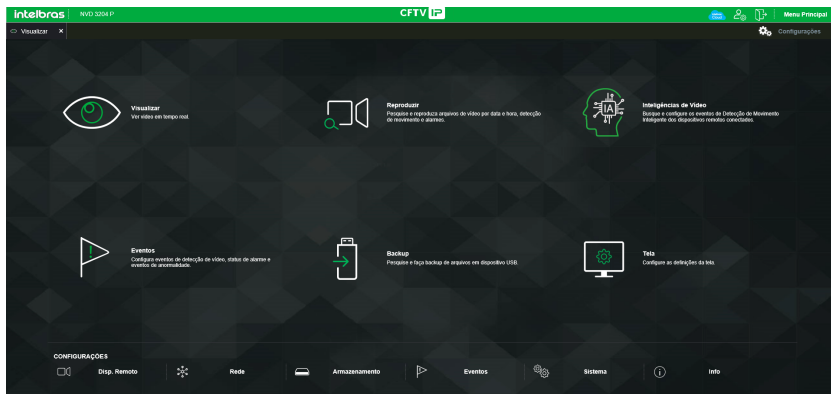 intelbras NVD 3204 P CFTV IP Menu Principal
Visualizar X Configurações
Visualizar
Ver vídeo em tempo real.
Reproduzir
Pesquise e reproduza arquivos de vídeo por data e hora, detecção
de movimento e alarmes.
IA
Inteligências de Vídeo
Busque e configure os eventos de Detecção de Movimento
Inteligente dos dispositivos remotos conectados.
Eventos
Configura eventos de detecção de vídeo, status de alarme e
eventos de anormalidade.
Backup
Pesquise e faça backup de arquivos em dispositivo USB.
Tela
Configure as definições da tela.
CONFIGURAÇÕES
Disp. Remoto Rede Armazenamento Eventos Sistema Info